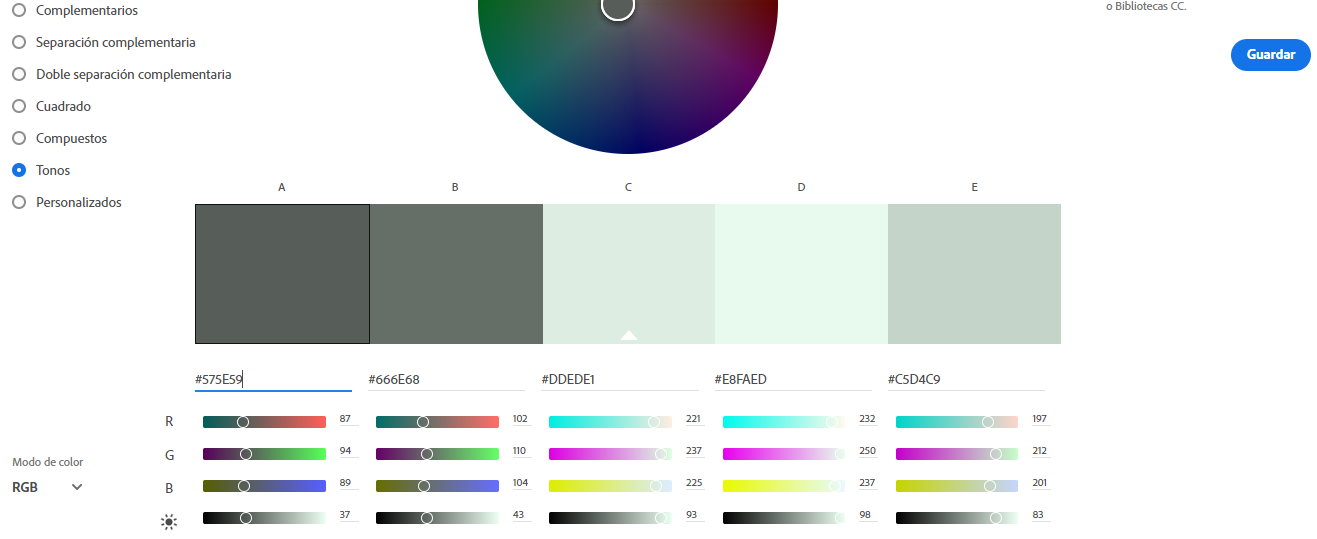 Complementarios
o Bibliotecas CC.
Separación complementaria
Guardar
Doble separación complementaria
Cuadrado
Compuestos
Tonos
Personalizados
A B C D E
#575E59 #666E68 #DDEDE1 #E8FAED #C5D4C9
R 87 102 221 232 197
G 94 110 237 250 212
Modo de color
RGB
B 89 104 225 237 201
37 43 93 98 83